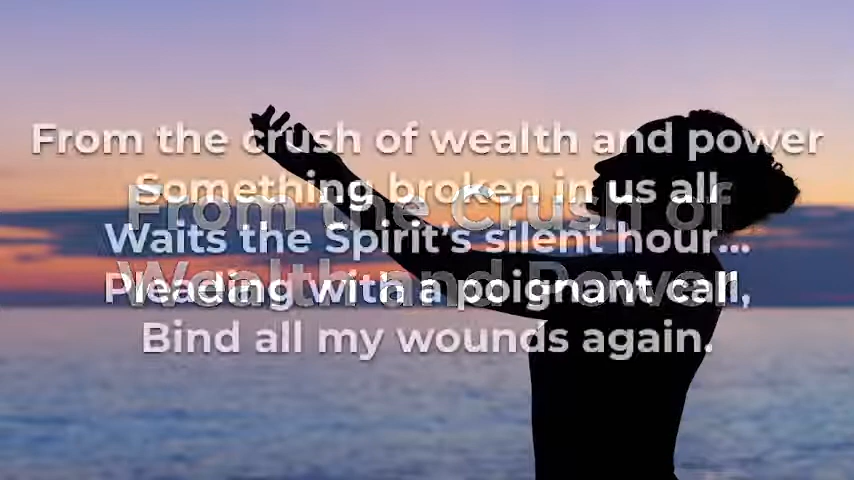 From the crush of wealth and power
Something broken in us all
Waits the Spirit's silent hour...
Pleading with a poignant call,
Bind all my wounds again.
From the Crush of
Wealth and Power